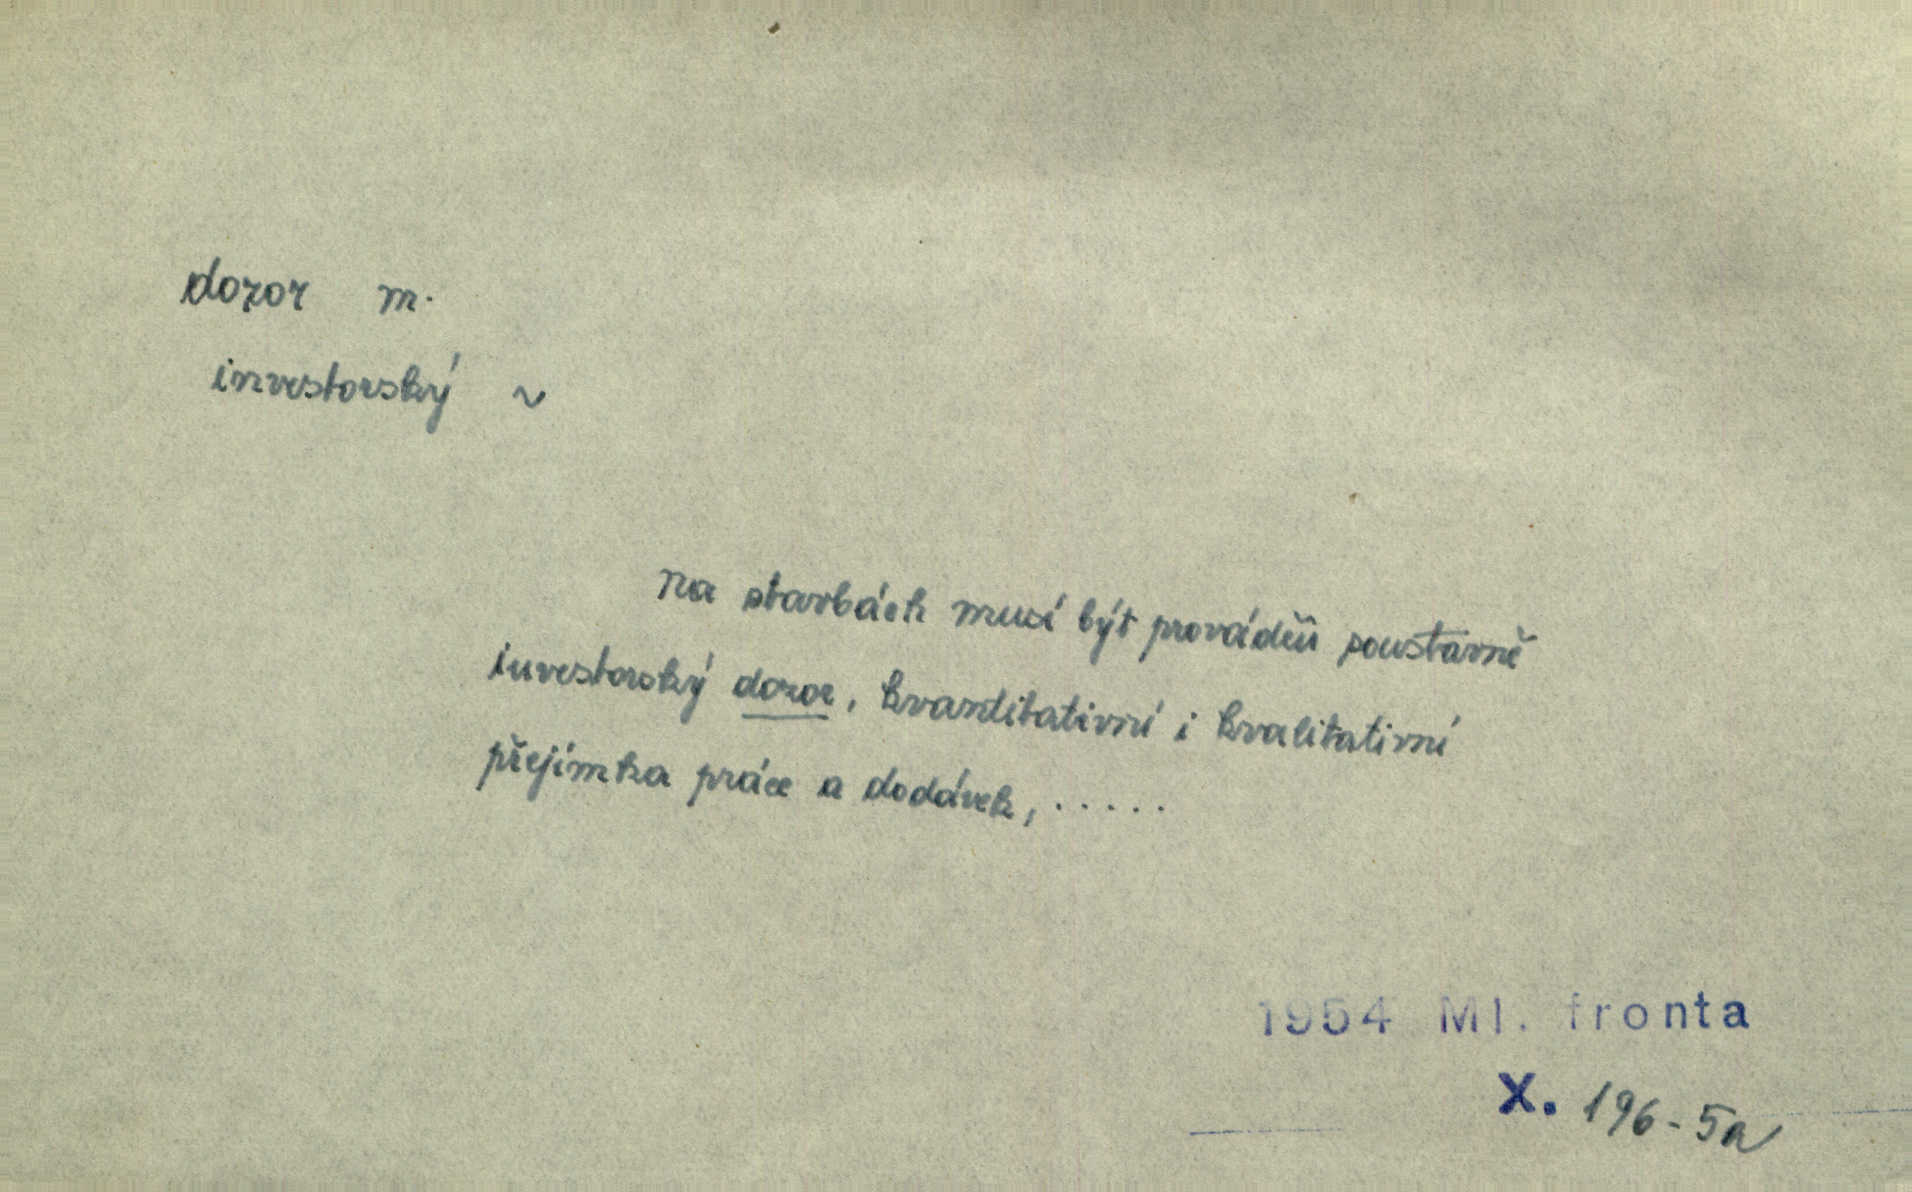 dozor m.
investorský ~
Na stavbách musí být prováděn soustavně
investorský dozor, kvantitativní i kvalitativní
přejímka práce a dodávek, .....
1954 Ml. fronta
X. 196-5a